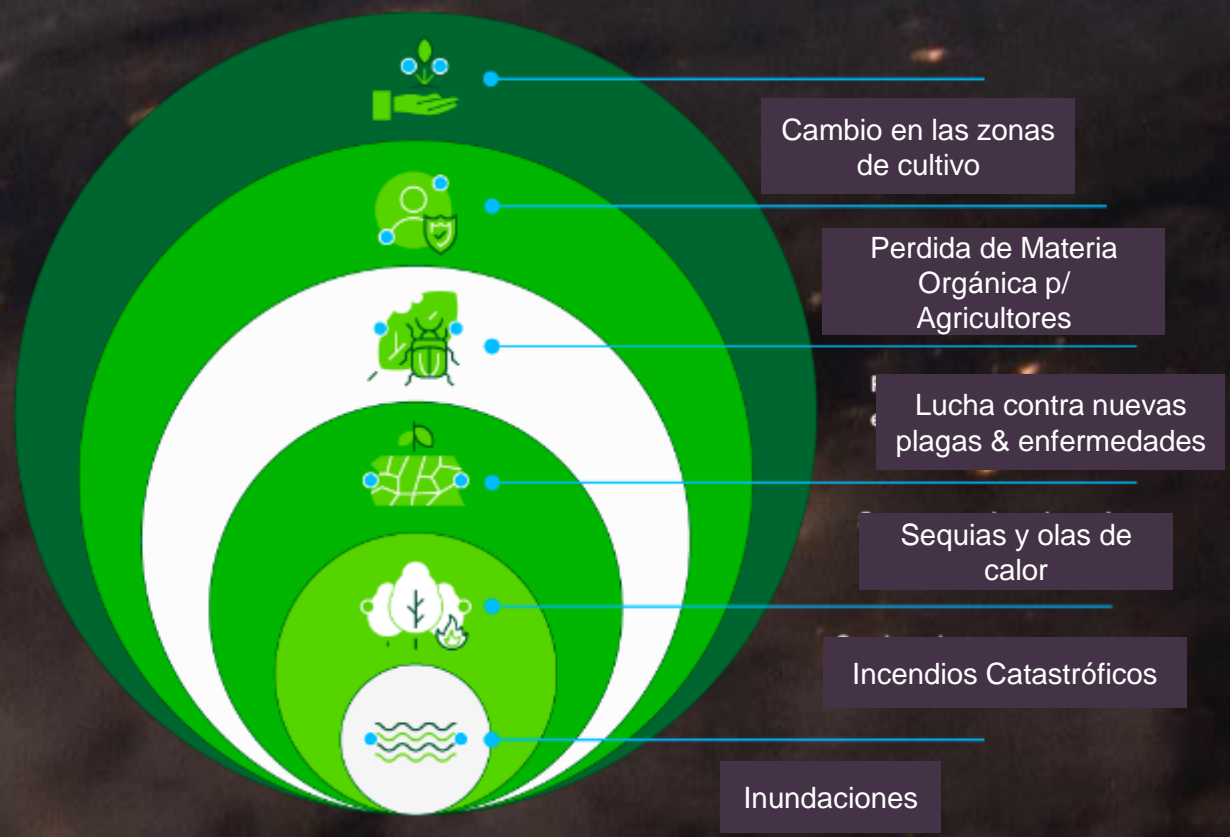 Cambio en las zonas
de cultivo
Perdida de Materia
Orgánica p/
Agricultores
Lucha contra nuevas
plagas & enfermedades
Sequias y olas de
calor
Incendios Catastróficos
Inundaciones